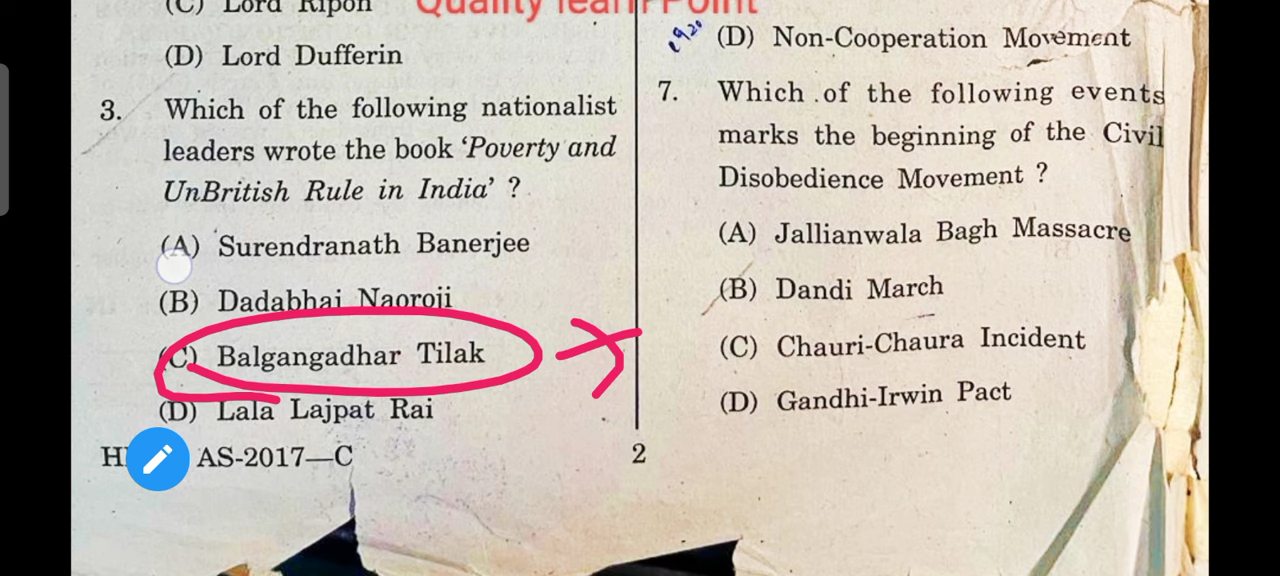 (C) Lord Ripon
(D) Lord Dufferin
3. Which of the following nationalist
leaders wrote the book 'Poverty and
UnBritish Rule in India' ?
(A) Surendranath Banerjee
(B) Dadabhai Naoroji
(C) Balgangadhar Tilak
(D) Lala Lajpat Rai
AS-2017—C
2
1920
(D) Non-Cooperation Movement
7. Which of the following events
marks the beginning of the Civil
Disobedience Movement ?
(A) Jallianwala Bagh Massacre
(B) Dandi March
(C) Chauri-Chaura Incident
(D) Gandhi-Irwin Pact